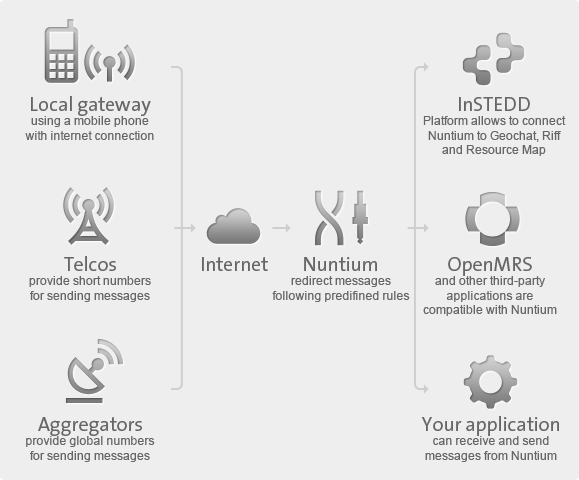 Local gateway
using a mobile phone
with internet connection
Telcos
provide short numbers
for sending messages
Aggregators
provide global numbers
for sending messages
Internet
Nuntium
redirect messages
following predifined rules
InSTEDD
Platform allows to connect
Nuntium to Geochat, Riff
and Resource Map
OpenMRS
and other third-party
applications are
compatible with Nuntium
Your application
can receive and send
messages from Nuntium